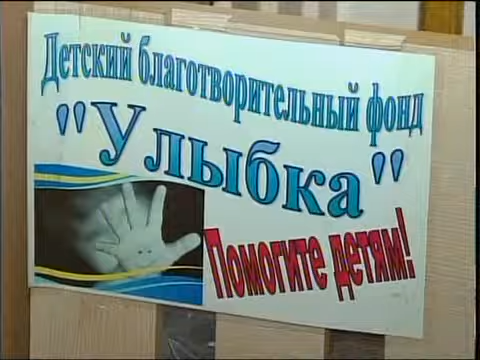 Детский благотворительный фонд
"Улыбка"
Помогите детям!